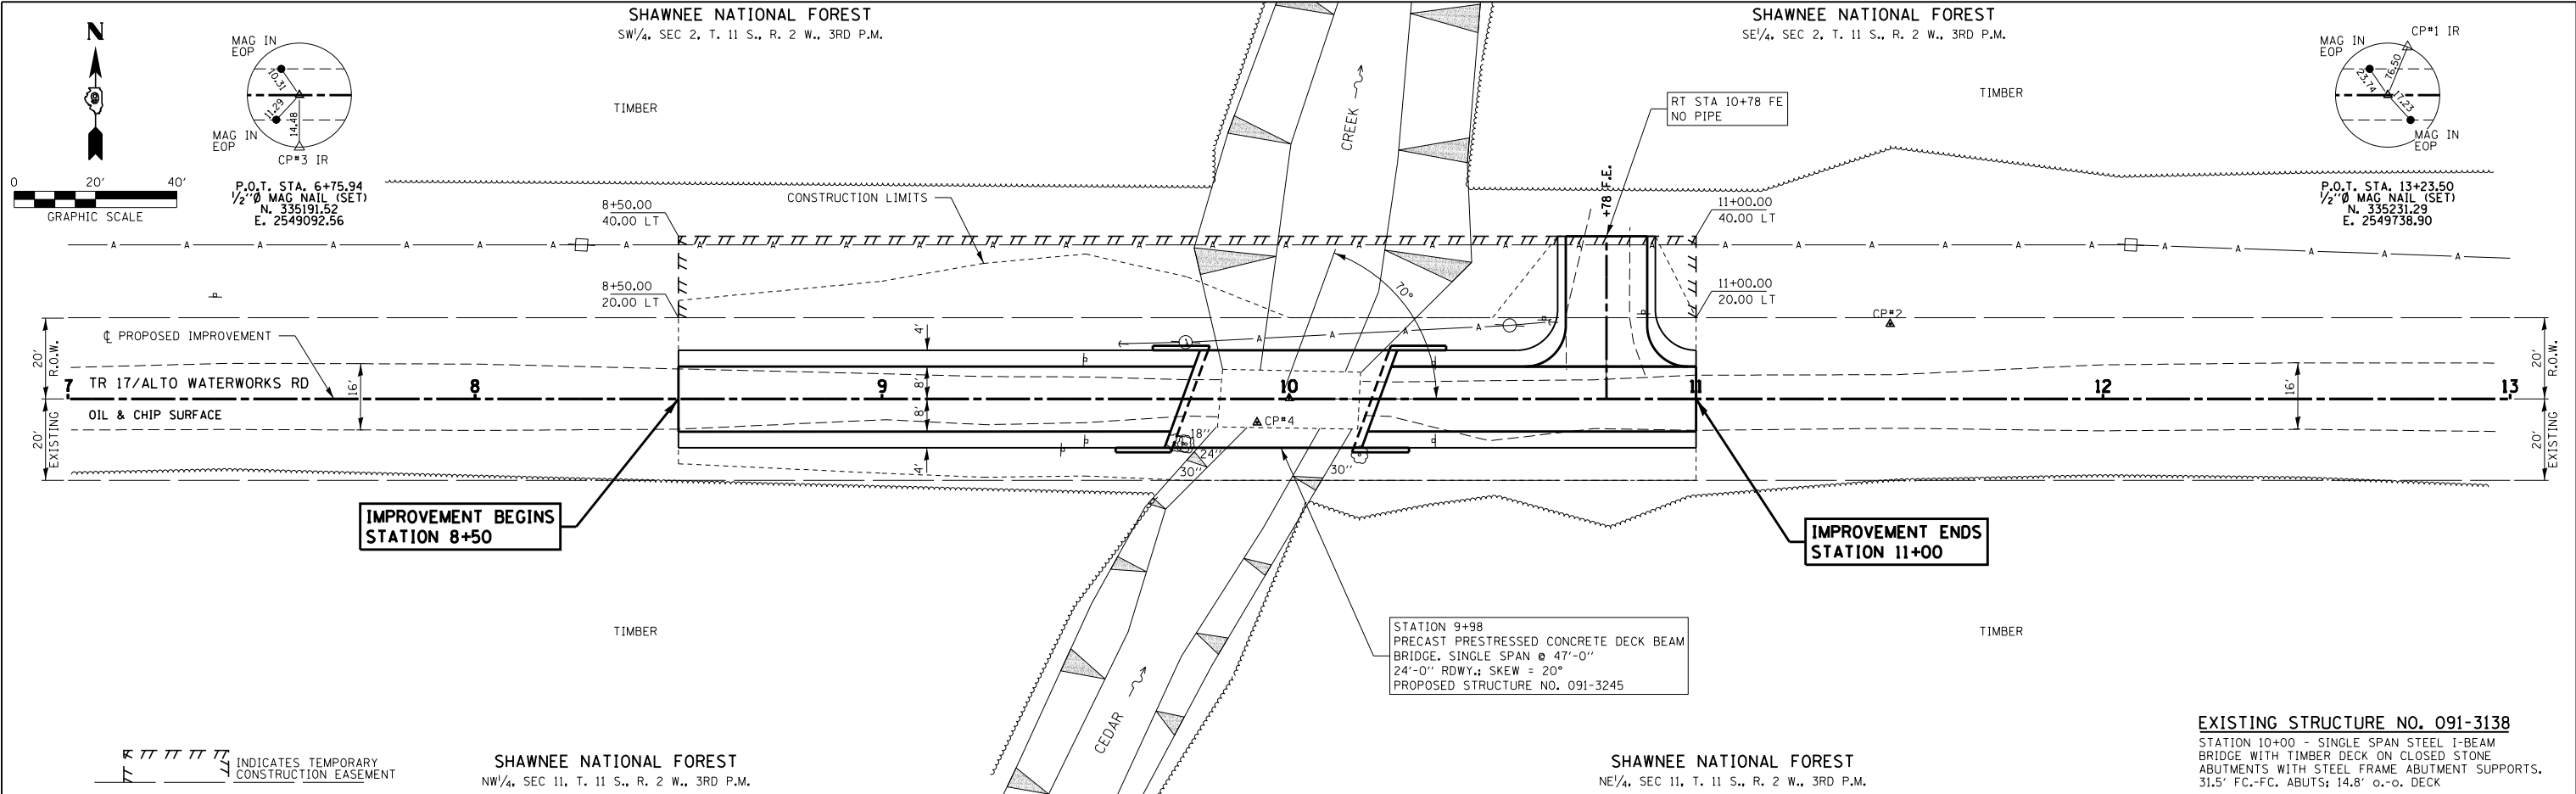 SHAWNEE NATIONAL FOREST
SW¼, SEC 2, T. 11 S., R. 2 W., 3RD P.M.
SHAWNEE NATIONAL FOREST
SE¼, SEC 2, T. 11 S., R. 2 W., 3RD P.M.
N
MAG IN
EOP
10.31
11.29
14.48
MAG IN
EOP
CP#3 IR
0 20' 40'
GRAPHIC SCALE
P.O.T. STA. 6+75.94
½"Ø MAG NAIL (SET)
N. 335191.52
E. 2549092.56
TIMBER
CREEK
RT STA 10+78 FE
NO PIPE
TIMBER
MAG IN
EOP
CP#1 IR
76.50
23.74
17.23
MAG IN
EOP
P.O.T. STA. 13+23.50
½"Ø MAG NAIL (SET)
N. 335231.29
E. 2549738.90
CONSTRUCTION LIMITS
8+50.00
40.00 LT
+78 F.E.
11+00.00
40.00 LT
A A A A A A A A A A A A A A A A A A A A A A A A A A A A A A A A A
8+50.00
20.00 LT
70°
11+00.00
20.00 LT
℄ PROPOSED IMPROVEMENT
CP#2
A A A A
20'
R.O.W.
4'
20'
R.O.W.
7 TR 17/ALTO WATERWORKS RD
16'
8 9 10 11 12 13
8'
8'
16'
OIL & CHIP SURFACE
CP#4
20'
EXISTING
4'
18"
24"
30"
30"
20'
EXISTING
IMPROVEMENT BEGINS
STATION 8+50
IMPROVEMENT ENDS
STATION 11+00
TIMBER
TIMBER
STATION 9+98
PRECAST PRESTRESSED CONCRETE DECK BEAM
BRIDGE. SINGLE SPAN @ 47'-0"
24'-0" RDWY.; SKEW = 20°
PROPOSED STRUCTURE NO. 091-3245
CEDAR
INDICATES TEMPORARY
CONSTRUCTION EASEMENT
SHAWNEE NATIONAL FOREST
NW¼, SEC 11, T. 11 S., R. 2 W., 3RD P.M.
SHAWNEE NATIONAL FOREST
NE¼, SEC 11, T. 11 S., R. 2 W., 3RD P.M.
EXISTING STRUCTURE NO. 091-3138
STATION 10+00 - SINGLE SPAN STEEL I-BEAM
BRIDGE WITH TIMBER DECK ON CLOSED STONE
ABUTMENTS WITH STEEL FRAME ABUTMENT SUPPORTS.
31.5' FC.-FC. ABUTS; 14.8' o.-o. DECK